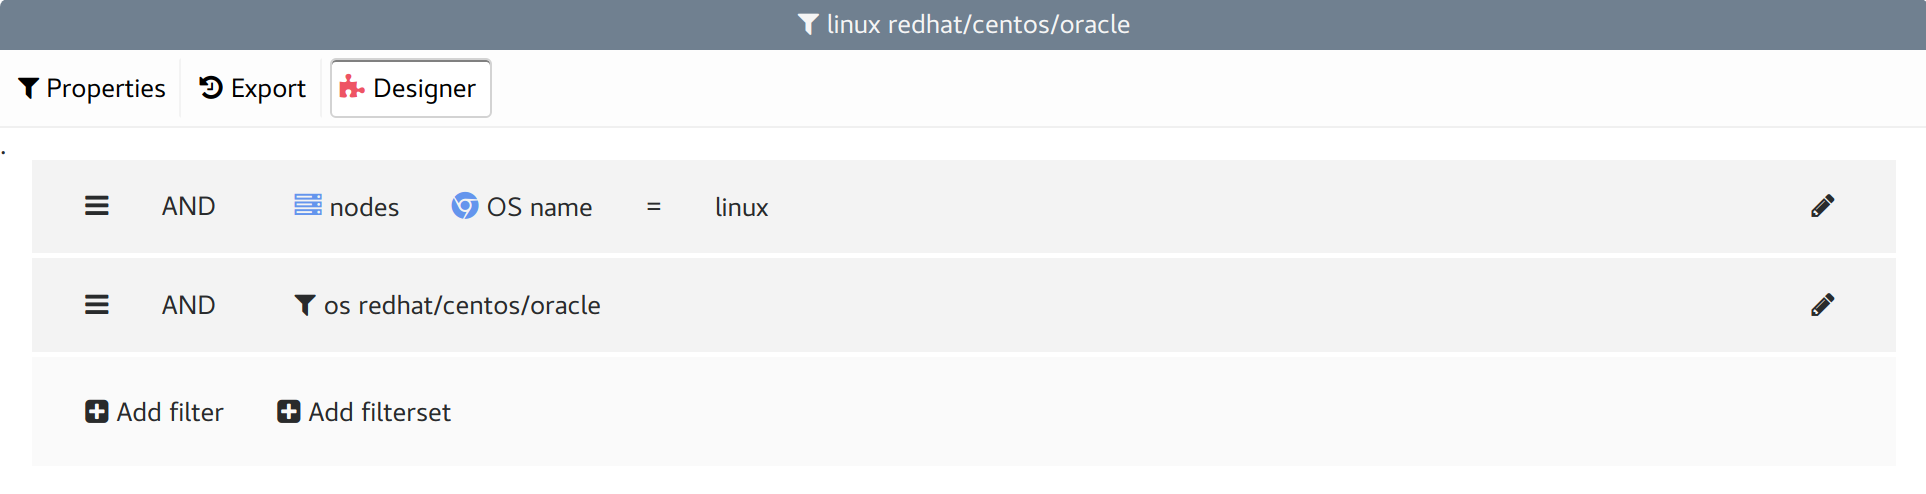 linux redhat/centos/oracle
Properties Export Designer
.
AND nodes OS name = linux
AND os redhat/centos/oracle
Add filter Add filterset